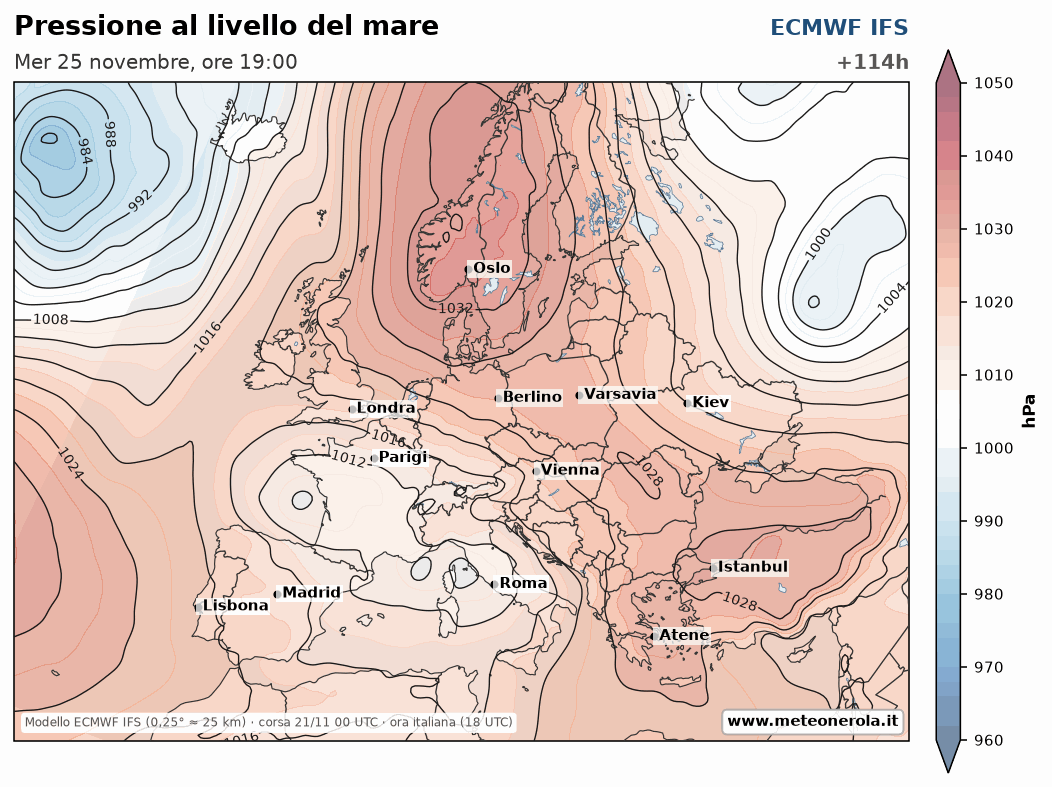 Pressione al livello del mare
ECMWF IFS
Mer 25 novembre, ore 19:00
+114h
988
984
992
1008
1016
1024
1032
1000
1004
Oslo
Berlino
Varsavia
Kiev
Londra
1016
1012
Parigi
Vienna
028
Istanbul
1028
Roma
Madrid
Lisbona
Atene
1016
Modello ECMWF IFS (0,25° ≈ 25 km) · corsa 21/11 00 UTC · ora italiana (18 UTC)
www.meteonerola.it
1050
1040
1030
1020
1010
1000
990
980
970
960
hPa